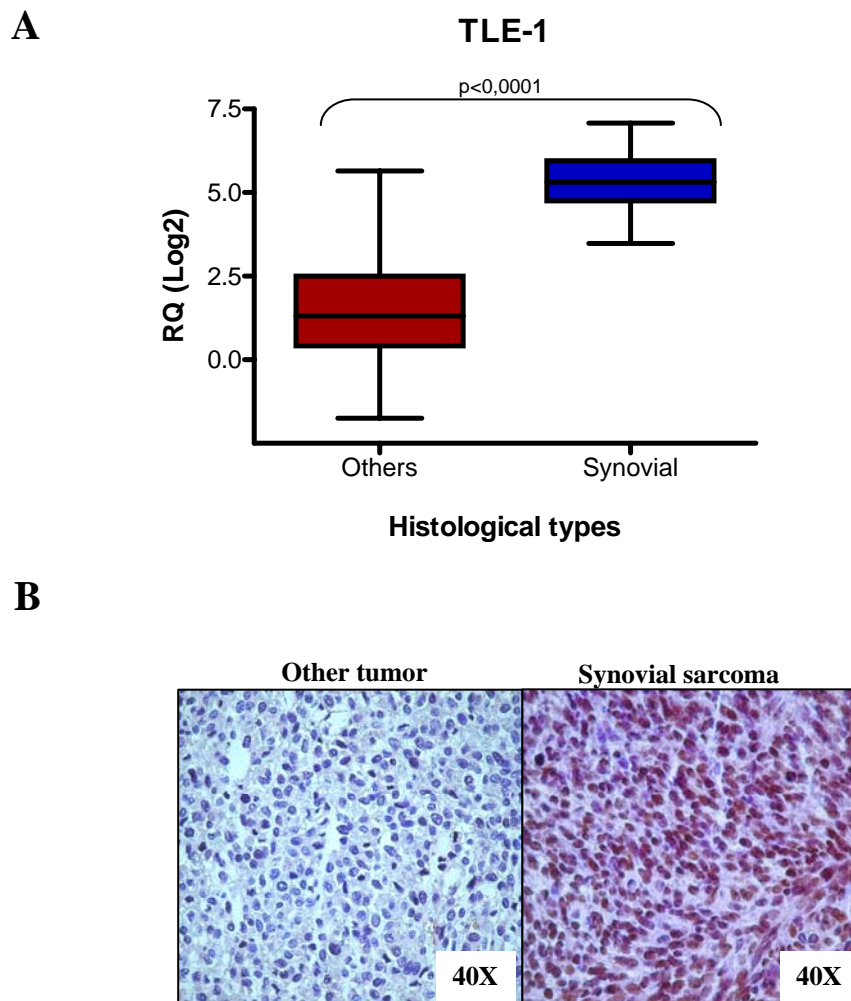 A
TLE-1
p<0,0001
7.5
5.0
2.5
0.0
RQ (Log2)
Others
Synovial
Histological types
B
Other tumor
Synovial sarcoma
40X
40X